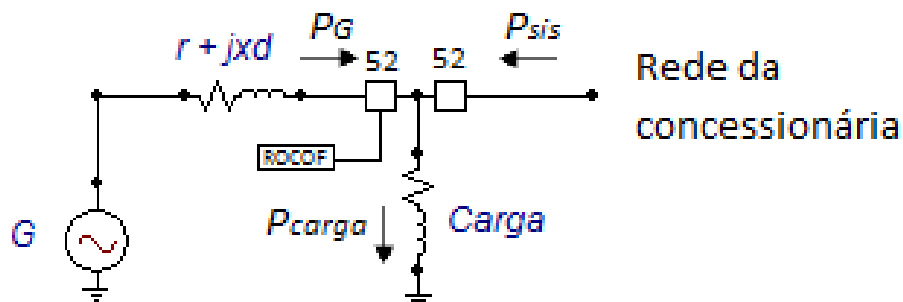 r + jxd
PG
52
52
Psis
Rede da
concessionária
ROCOF
G
Pcarga
Carga